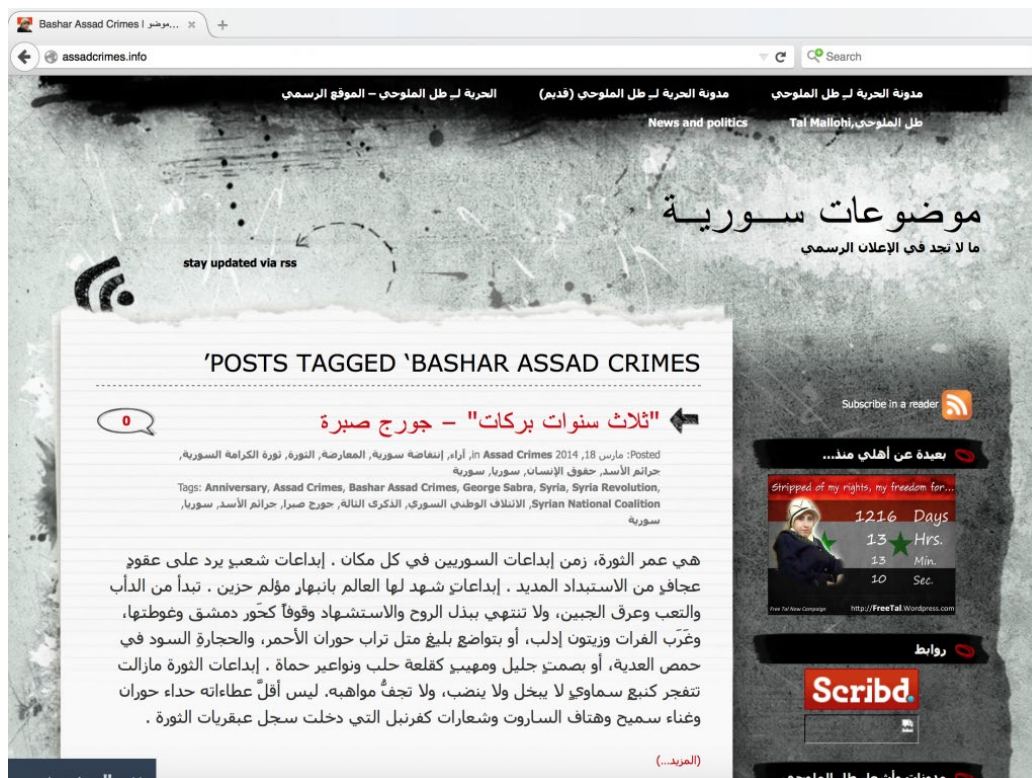 Bashar Assad Crimes | موضو...
assadcrimes.info
Search
مدونة الحرية لـِ طل الملوحي
مدونة الحرية لـِ طل الملوحي (قديم)
الحرية لـِ طل الملوحي – الموقع الرسمي
طل الملوحي,Tal Mallohi
News and politics
موضوعات ســـورِيــة
ما لا تجد في الإعلان الرسمي
stay updated via rss
'POSTS TAGGED ‘BASHAR ASSAD CRIMES
"ثلاث سنوات بركات" – جورج صبرة
0
Posted: مارس 18, 2014 in Assad Crimes, آراء, إنتفاضة سورية, المعارضة, الثورة, ثورة الكرامة السورية,
جرائم الأسد, حقوق الإنسان, سوريا, سورية
Tags: Anniversary, Assad Crimes, Bashar Assad Crimes, George Sabra, Syria, Syria Revolution,
Syrian National Coalition, الائتلاف الوطني السوري, الذكرى الثالة, جورج صبرا, جرائم الأسد, سوريا,
سورية
هي عمر الثورة، زمن إبداعات السوريين في كل مكان . إبداعات شعبٍ يرد على عقودٍ
عجافٍ من الاستبداد المديد . إبداعاتٍ شهد لها العالم بانبهارٍ مؤلم حزين . تبدأ من الدأب
والتعب وعرق الجبين، ولا تنتهي ببذل الروح والاستشهاد وقوفاً كحَور دمشق وغوطتها،
وغَرَب الفرات وزيتون إدلب، أو بتواضع بليغ مثل تراب حوران الأحمر، والحجارةِ السود في
حمص العدية، أو بصمتٍ جليل ومهيبٍ كقلعة حلب ونواعير حماة . إبداعات الثورة مازالت
تتفجر كنبعٍ سماويٍ لا يبخل ولا ينضب، ولا تجفُّ مواهبه. ليس أقلَّ عطاءاته حداء حوران
وغناء سميح وهتاف الساروت وشعارات كفرنبل التي دخلت سجل عبقريات الثورة .
(المزيد...)
Subscribe in a reader
بعيدة عن أهلي منذ...
Stripped of my rights, my freedom for...
1216 Days
13 Hrs.
13 Min.
10 Sec.
Free Tal New Campaign
http://FreeTal.Wordpress.com
روابط
Scribd.